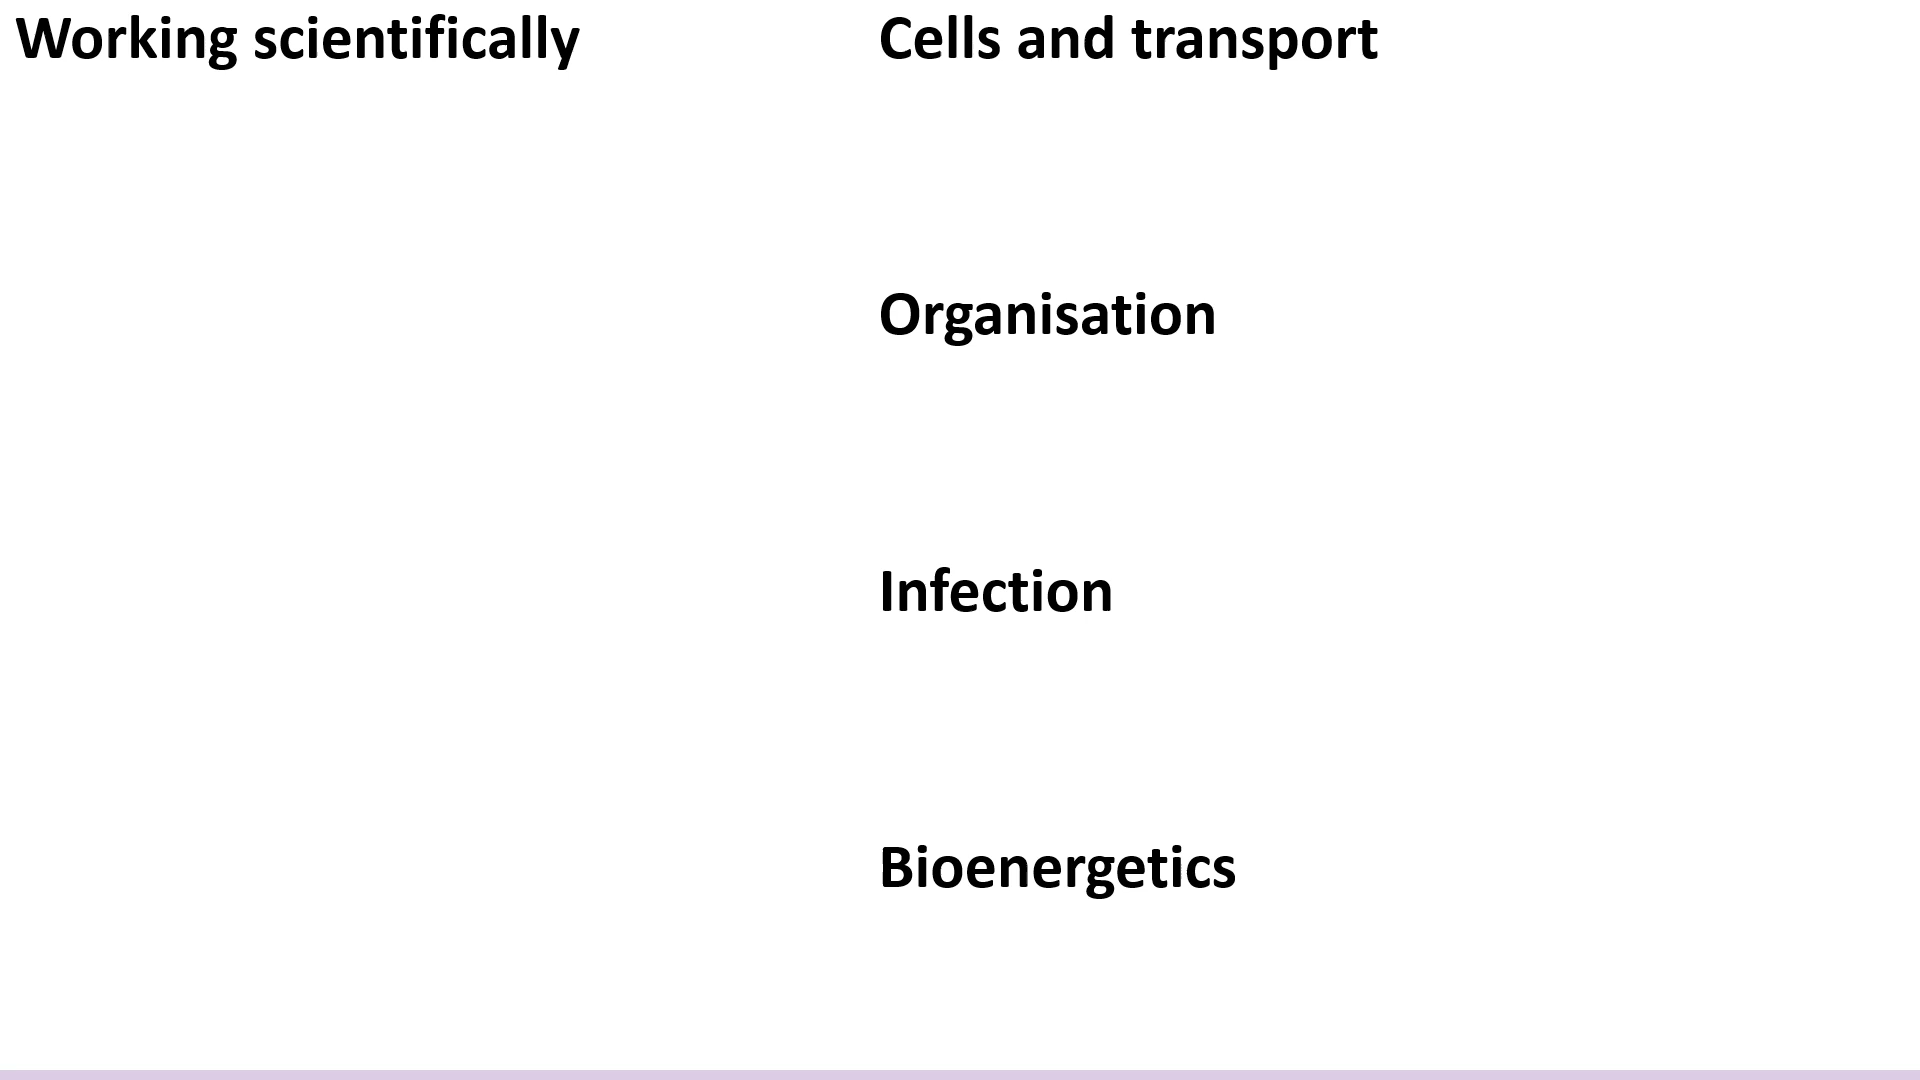 Working scientifically
Cells and transport
Organisation
Infection
Bioenergetics